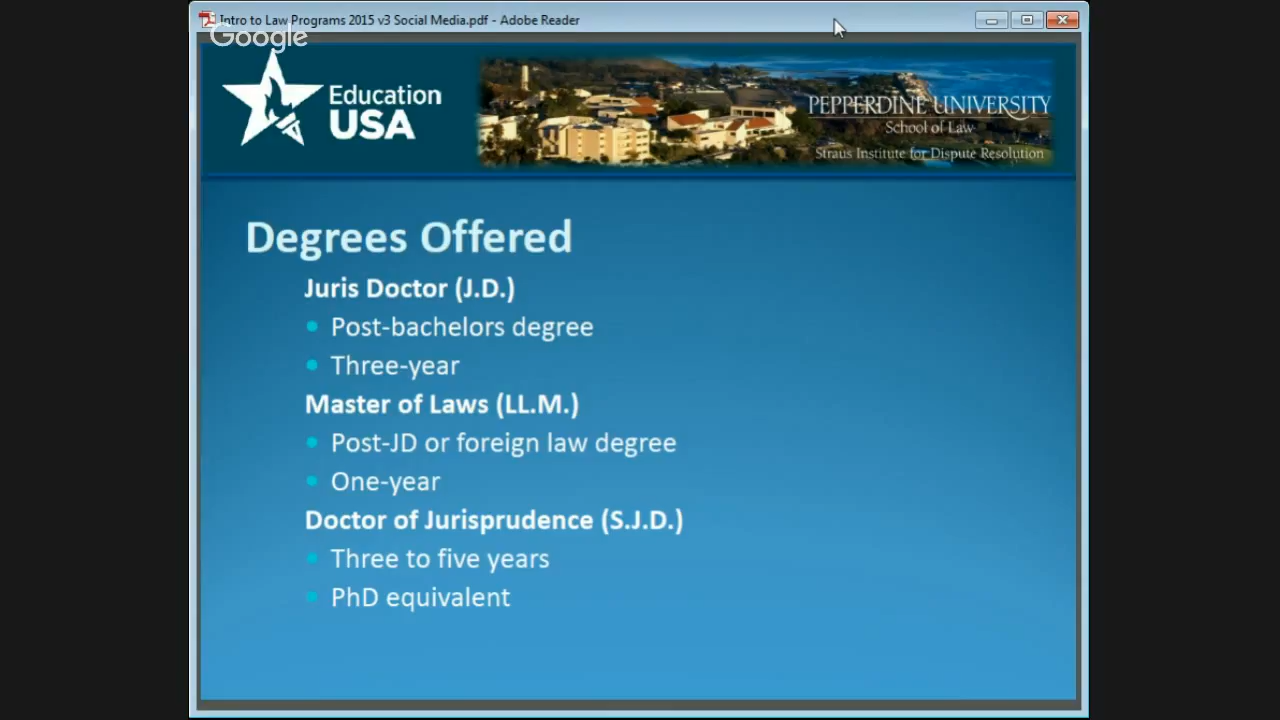 Intro to Law Programs 2015 v3 Social Media.pdf - Adobe Reader
Google
Education
USA
PEPPERDINE UNIVERSITY
School of Law
Straus Institute for Dispute Resolution
Degrees Offered
Juris Doctor (J.D.)
• Post-bachelors degree
• Three-year
Master of Laws (LL.M.)
• Post-JD or foreign law degree
• One-year
Doctor of Jurisprudence (S.J.D.)
• Three to five years
• PhD equivalent